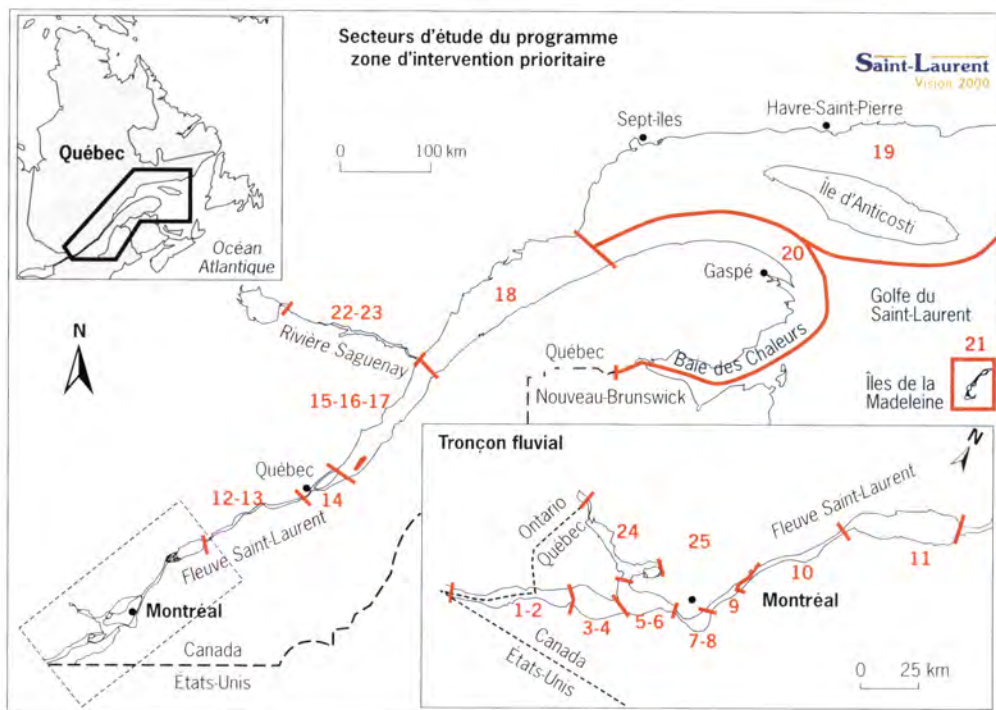 Secteurs d'étude du programme
zone d'intervention prioritaire
Saint-Laurent
Vision 2000
Québec
Océan
Atlantique
0 100 km
Sept-îles
Havre-Saint-Pierre
19
Île d'Anticosti
20
Gaspé
18
22-23
Rivière Saguenay
Golfe du
Saint-Laurent
21
Îles de la
Madeleine
Baie des Chaleurs
Québec
Nouveau-Brunswick
N
15-16-17
Québec
12-13
14
Fleuve Saint-Laurent
Montréal
Canada
États-Unis
Tronçon fluvial
N
Ontario
Québec
24
25
Fleuve Saint-Laurent
11
10
9
Montréal
1-2
3-4
5-6
7-8
Canada
États-Unis
0 25 km